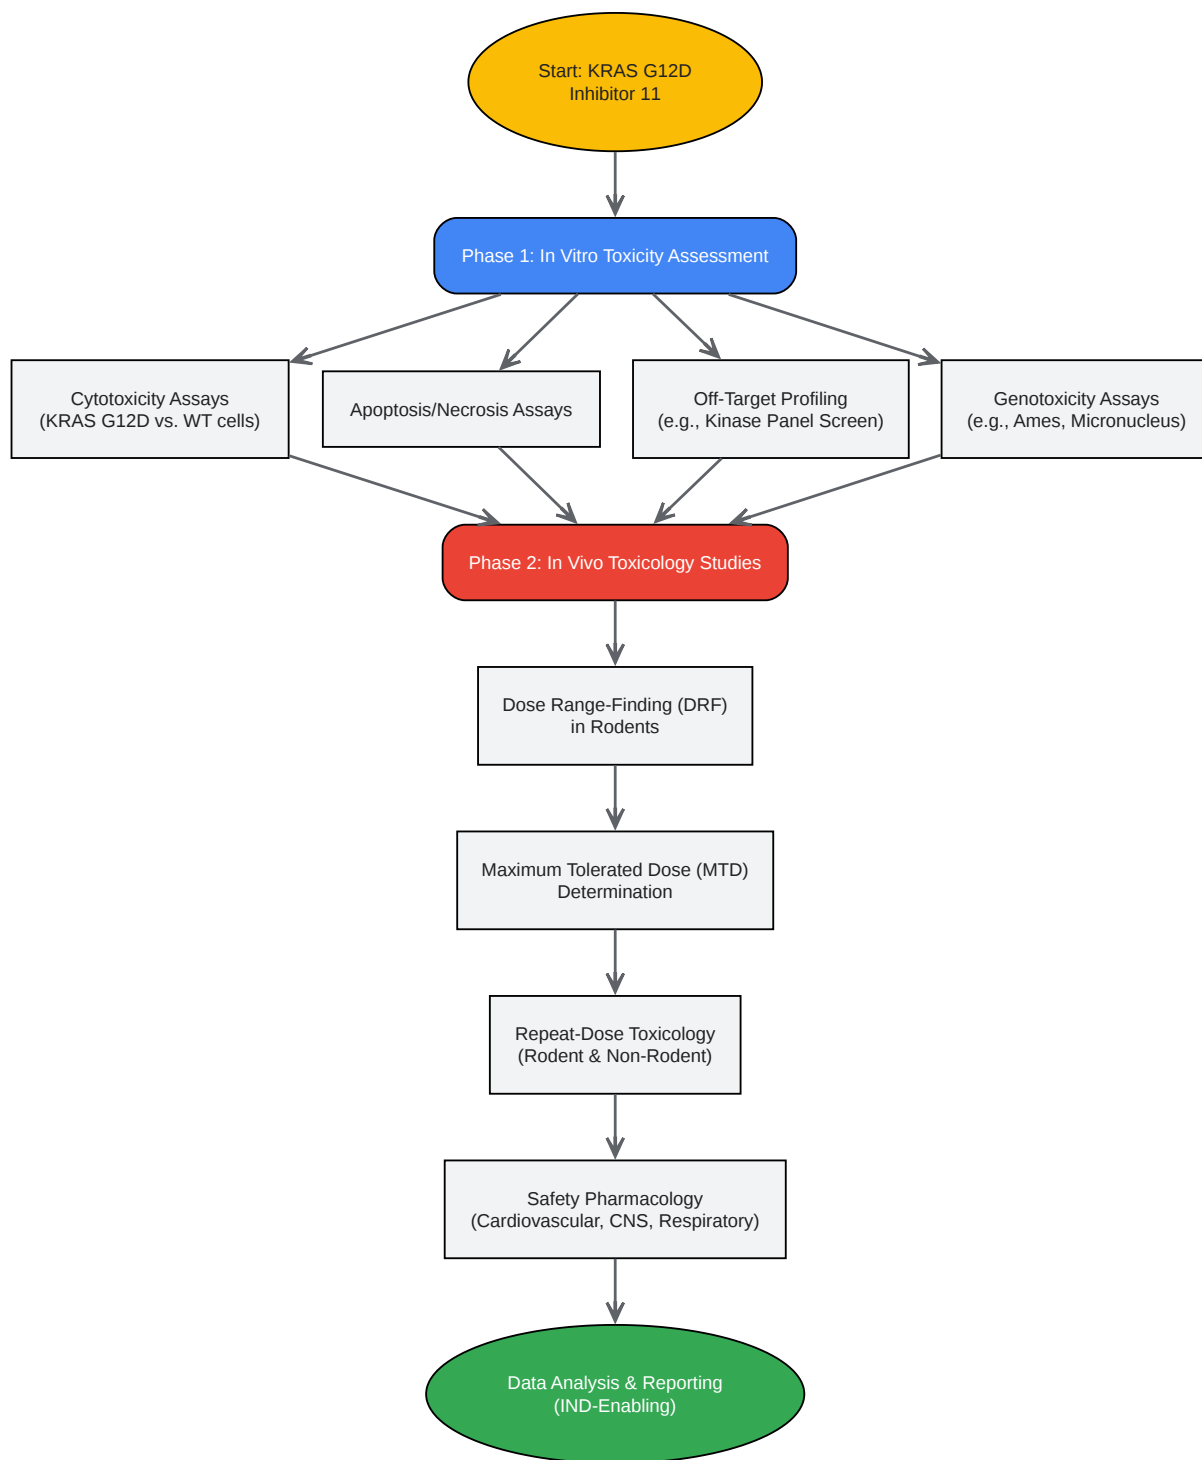 Start: KRAS G12D
Inhibitor 11
Phase 1: In Vitro Toxicity Assessment
Cytotoxicity Assays
(KRAS G12D vs. WT cells)
Apoptosis/Necrosis Assays
Off-Target Profiling
(e.g., Kinase Panel Screen)
Genotoxicity Assays
(e.g., Ames, Micronucleus)
Phase 2: In Vivo Toxicology Studies
Dose Range-Finding (DRF)
in Rodents
Maximum Tolerated Dose (MTD)
Determination
Repeat-Dose Toxicology
(Rodent & Non-Rodent)
Safety Pharmacology
(Cardiovascular, CNS, Respiratory)
Data Analysis & Reporting
(IND-Enabling)